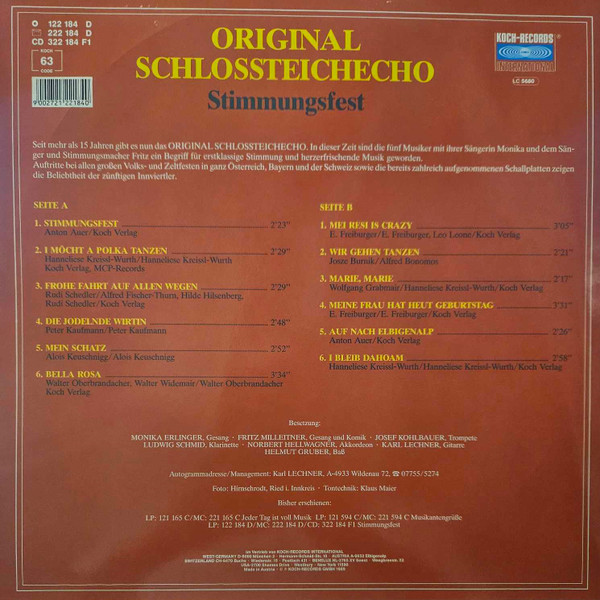 O 122 184 D
222 184 D
CD 322 184 F1
KOCH
63
CODE
9002721221840
ORIGINAL
SCHLOSSTEICHECHO
Stimmungsfest
KOCH-RECORDS
INTERNATIONAL
LC 5680
Seit mehr als 15 Jahren gibt es nun das ORIGINAL SCHLOSSTEICHECHO. In dieser Zeit sind die fünf Musiker mit ihrer Sängerin Monika und dem Sän-
ger und Stimmungsmacher Fritz ein Begriff für erstklassige Stimmung und herzerfrischende Musik geworden.
Auftritte bei allen großen Volks- und Zeltfesten in ganz Österreich, Bayern und der Schweiz sowie die bereits zahlreich aufgenommenen Schallplatten zeigen
die Beliebtheit der zünftigen Innviertler.
SEITE A
1. STIMMUNGSFEST 2'23"
Anton Auer/Koch Verlag
2. I MÖCHT A POLKA TANZEN 2'29"
Hanneliese Kreissl-Wurth/Hanneliese Kreissl-Wurth
Koch Verlag, MCP-Records
3. FROHE FAHRT AUF ALLEN WEGEN 2'29"
Rudi Schedler/Alfred Fischer-Thurn, Hilde Hilsenberg,
Rudi Schedler/Koch Verlag
4. DIE JODELNDE WIRTIN 2'48"
Peter Kaufmann/Peter Kaufmann
5. MEIN SCHATZ 2'52"
Alois Keuschnigg/Alois Keuschnigg
6. BELLA ROSA 3'34"
Walter Oberbrandacher, Walter Widemair/Walter Oberbrandacher
Koch Verlag
SEITE B
1. MEI RESI IS CRAZY 3'05"
E. Freiburger/E. Freiburger, Leo Leone/Koch Verlag
2. WIR GEHEN TANZEN 2'21"
Josze Burnik/Alfred Bonomos
3. MARIE, MARIE 2'17"
Wolfgang Grabmair/Hanneliese Kreissl-Wurth/Koch Verlag
4. MEINE FRAU HAT HEUT GEBURTSTAG 3'31"
E. Freiburger/E. Freiburger/Koch Verlag
5. AUF NACH ELBIGENALP 2'26"
Anton Auer/Koch Verlag
6. I BLEIB DAHOAM 2'58"
Hanneliese Kreissl-Wurth/Hanneliese Kreissl-Wurth/Koch Verlag
Besetzung:
MONIKA ERLINGER, Gesang · FRITZ MILLEITNER, Gesang und Komik · JOSEF KOHLBAUER, Trompete
LUDWIG SCHMID, Klarinette · NORBERT HELLWAGNER, Akkordeon · KARL LECHNER, Gitarre
HELMUT GRUBER, Baß
Autogrammadresse/Management: Karl LECHNER, A-4933 Wildenau 72, ☎ 07755/5274
Foto: Hirnschrodt, Ried i. Innkreis · Tontechnik: Klaus Maier
Bisher erschienen:
LP: 121 165 C/MC: 221 165 C Jeder Tag ist voll Musik LP: 121 594 C/MC: 221 594 C Musikantengrüße
LP: 122 184 D/MC: 222 184 D/CD: 322 184 F1 Stimmungsfest
Im Vertrieb von KOCH-RECORDS INTERNATIONAL
Made in Austria